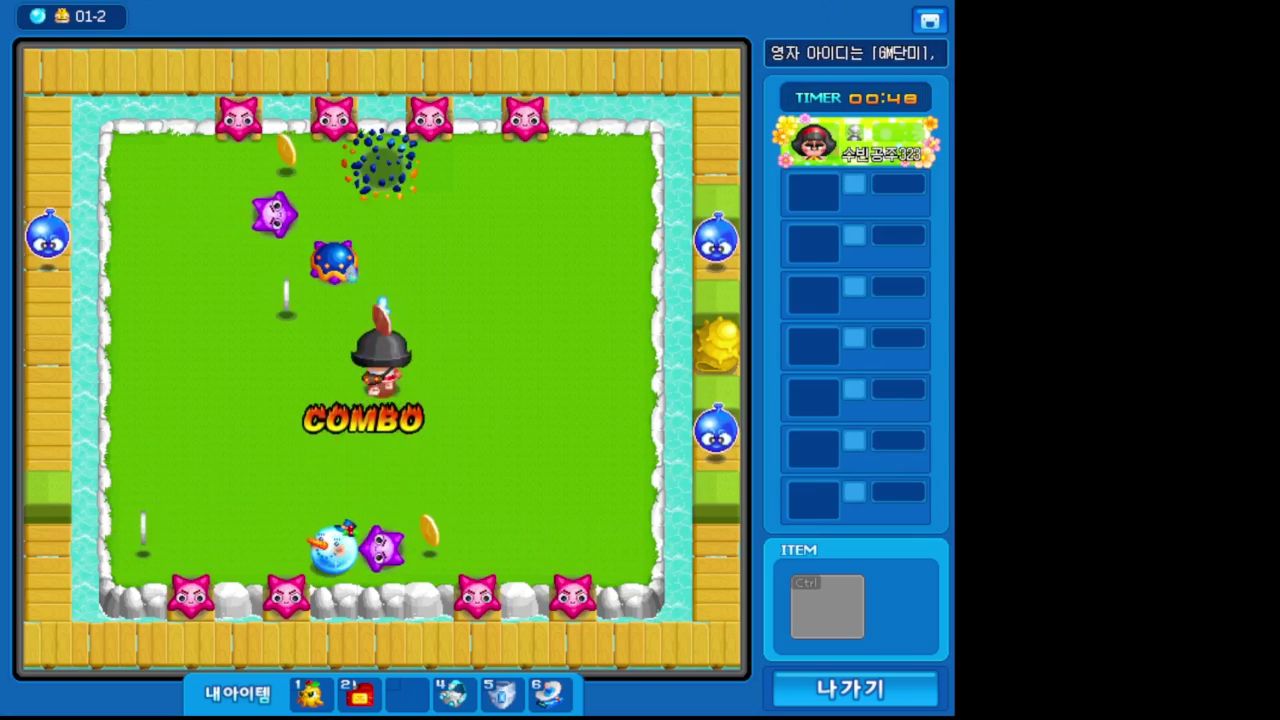 01-2
영자 아이디는 [GM단미],
TIMER 00:48
수빈공주323
COMBO
ITEM
Ctrl
내 아이템
1
2
4
5
6
나가기